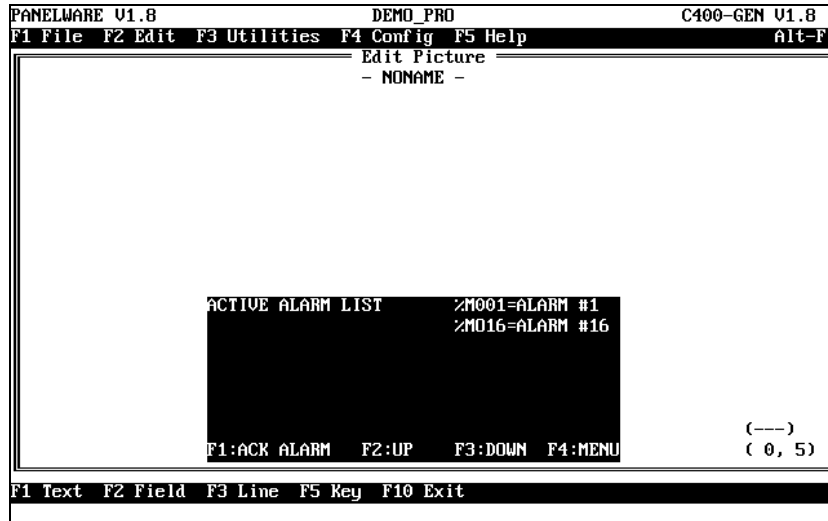 PANELWARE V1.8 DEMO_PRO C400-GEN V1.8
F1 File F2 Edit F3 Utilities F4 Config F5 Help Alt-F
Edit Picture
- NONAME -
ACTIVE ALARM LIST %M001=ALARM #1
%M016=ALARM #16
(---)
F1:ACK ALARM F2:UP F3:DOWN F4:MENU ( 0, 5)
F1 Text F2 Field F3 Line F5 Key F10 Exit